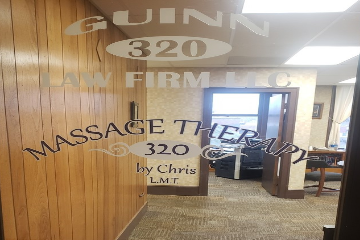 GUINN
320
LAW FIRM LLC
MASSAGE THERAPY
320
by Chris
L.M.T.